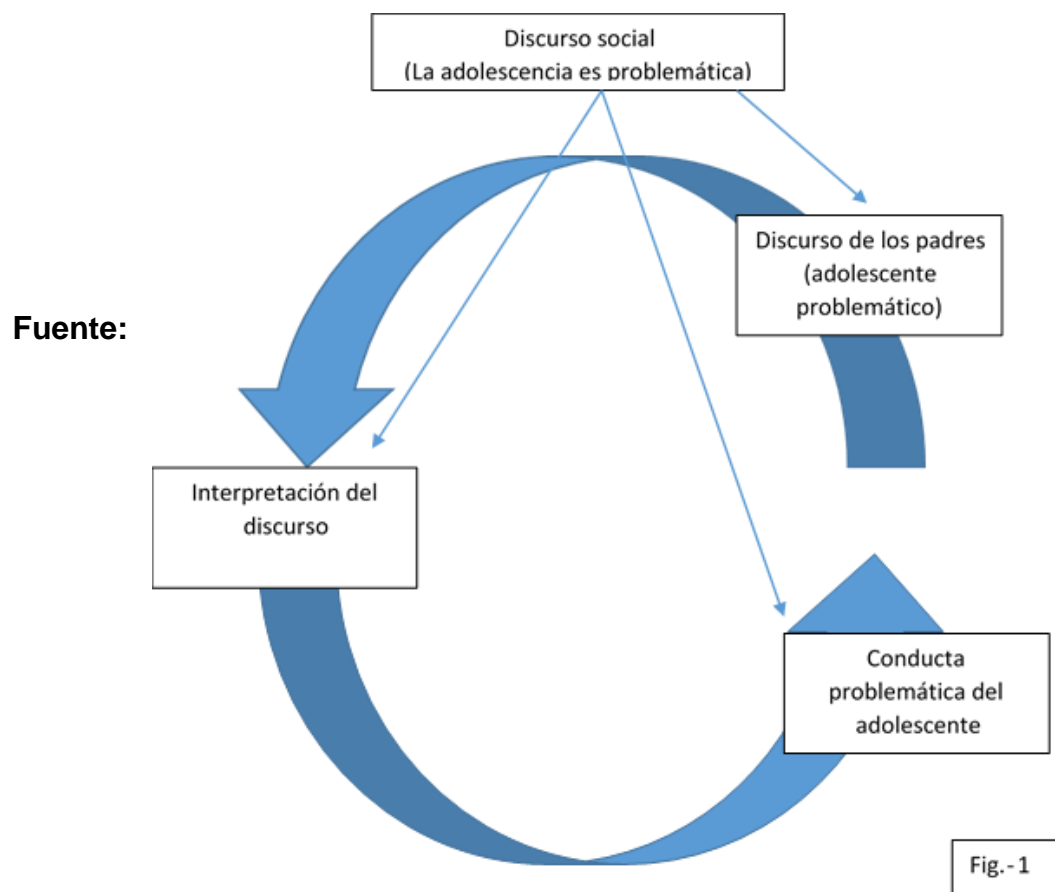 Discurso social
(La adolescencia es problemática)
Discurso de los padres
(adolescente
problemático)
Fuente:
Interpretación del
discurso
Conducta
problemática del
adolescente
Fig.-1